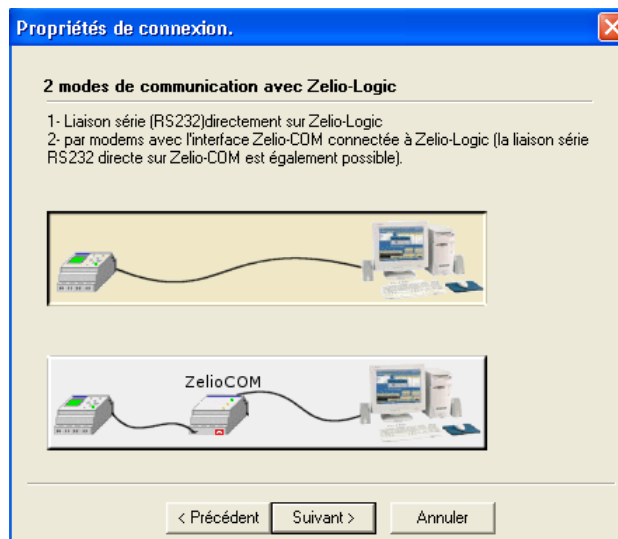 Propriétés de connexion.
2 modes de communication avec Zelio-Logic
1- Liaison série (RS232)directement sur Zelio-Logic
2- par modems avec l'interface Zelio-COM connectée à Zelio-Logic (la liaison série
RS232 directe sur Zelio-COM est également possible).
ZelioCOM
< Précédent
Suivant >
Annuler